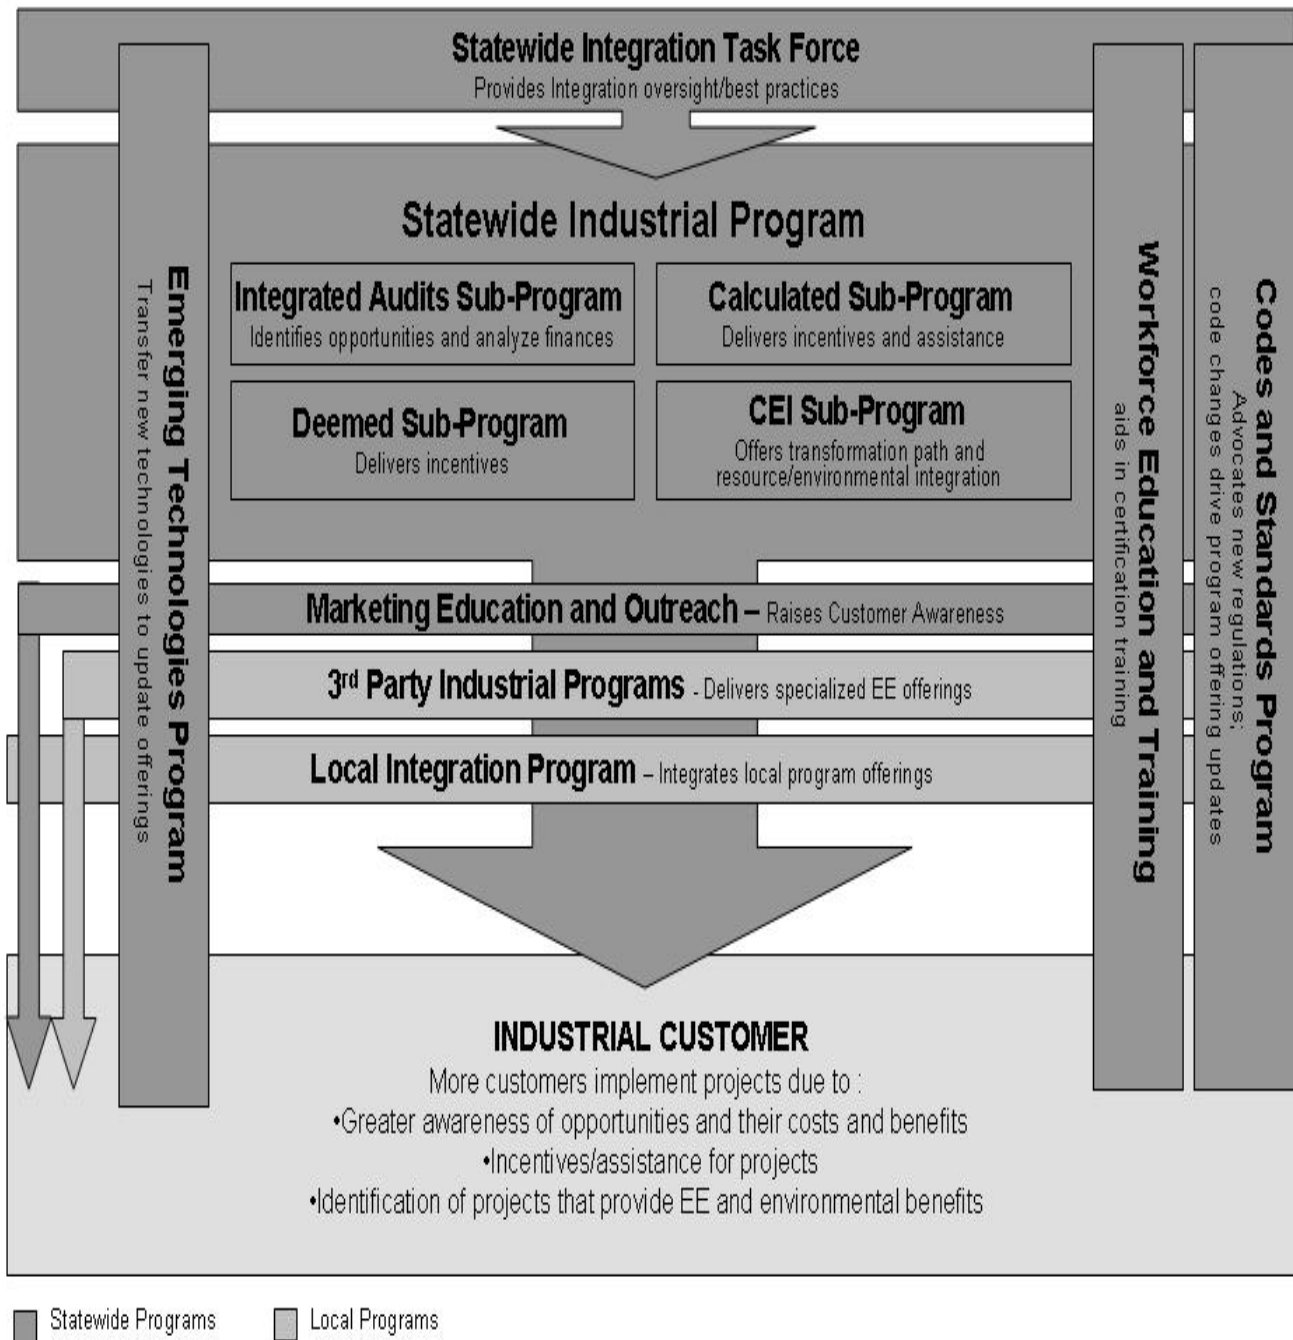 Statewide Integration Task Force
Provides Integration oversight/best practices
Statewide Industrial Program
Integrated Audits Sub-Program
Identifies opportunities and analyze finances
Calculated Sub-Program
Delivers incentives and assistance
Deemed Sub-Program
Delivers incentives
CEI Sub-Program
Offers transformation path and
resource/environmental integration
Marketing Education and Outreach – Raises Customer Awareness
3rd Party Industrial Programs - Delivers specialized EE offerings
Local Integration Program – Integrates local program offerings
Emerging Technologies Program
Transfer new technologies to update offerings
Workforce Education and Training
aids in certification training
Codes and Standards Program
Advocates new regulations;
code changes drive program offering updates
INDUSTRIAL CUSTOMER
More customers implement projects due to :
•Greater awareness of opportunities and their costs and benefits
•Incentives/assistance for projects
•Identification of projects that provide EE and environmental benefits
Statewide Programs
Local Programs